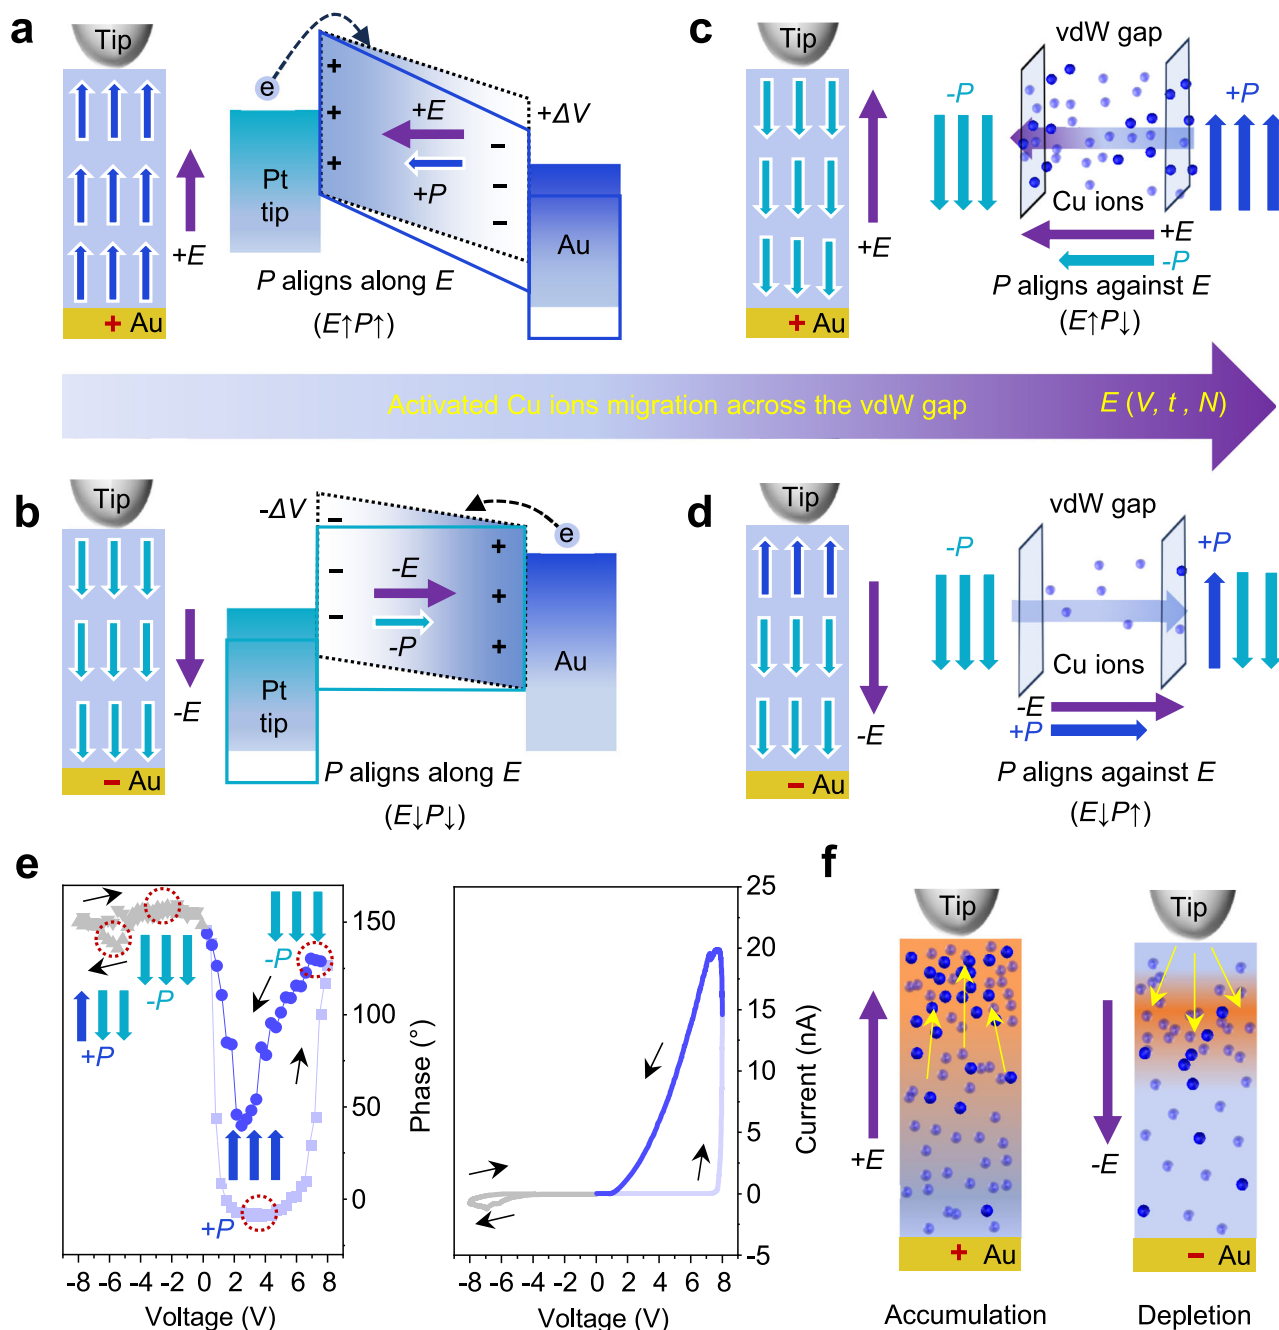 a
Tip
+E
+ Au
e
Pt
tip
+ + +
+E
+P
- - -
+ΔV
Au
P aligns along E
(E↑P↑)
c
Tip
+E
+ Au
vdW gap
-P
+P
Cu ions
+E
-P
P aligns against E
(E↑P↓)
Activated Cu ions migration across the vdW gap
E (V, t , N)
b
Tip
-E
- Au
-ΔV
e
- - -
-E
-P
+ + +
Pt
tip
Au
P aligns along E
(E↓P↓)
d
Tip
-E
- Au
vdW gap
-P
+P
Cu ions
-E
+P
P aligns against E
(E↓P↑)
e
-P
-P
+P
+P
150
100
50
0
Phase (°)
-8 -6 -4 -2 0 2 4 6 8
Voltage (V)
25
20
15
10
5
0
-5
Current (nA)
-8 -6 -4 -2 0 2 4 6 8
Voltage (V)
f
Tip
+E
+ Au
Accumulation
Tip
-E
- Au
Depletion